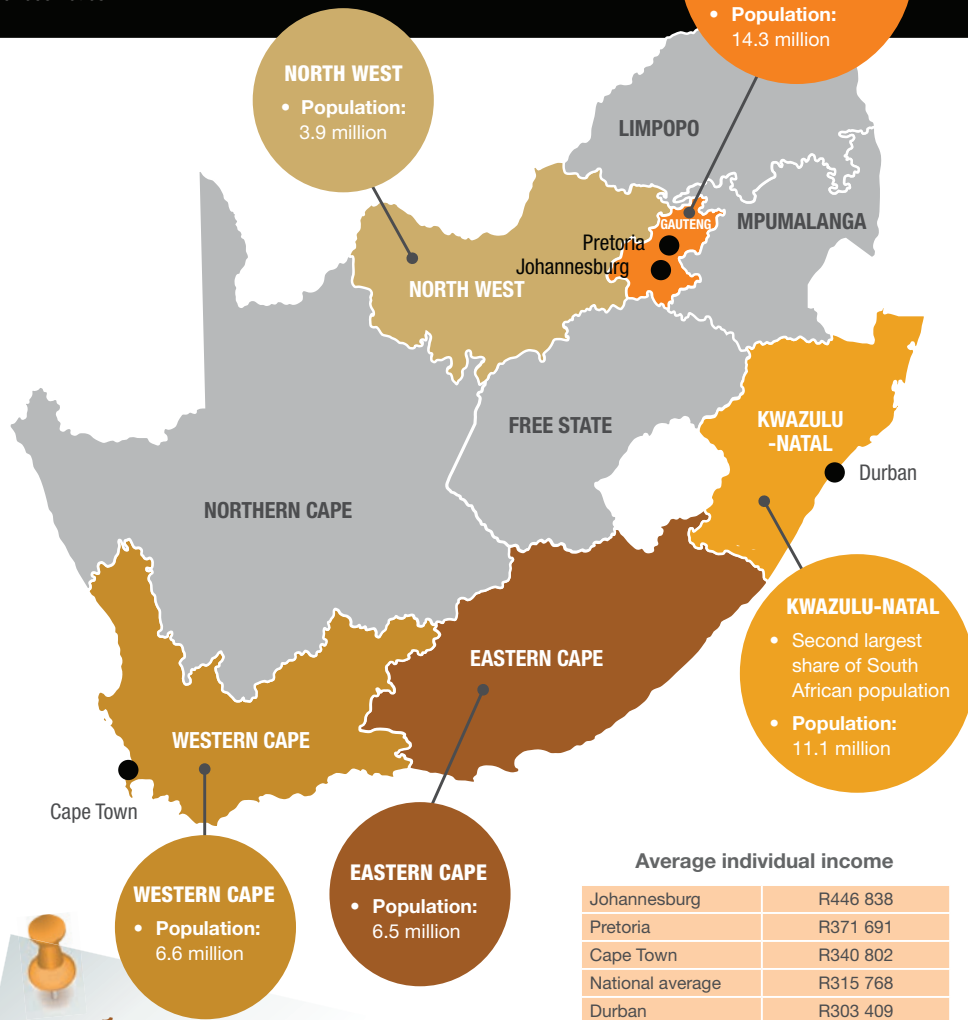 • Population:
14.3 million
NORTH WEST
• Population:
3.9 million
LIMPOPO
MPUMALANGA
GAUTENG
Pretoria
Johannesburg
NORTH WEST
FREE STATE
KWAZULU
-NATAL
Durban
NORTHERN CAPE
KWAZULU-NATAL
• Second largest
share of South
African population
• Population:
11.1 million
EASTERN CAPE
WESTERN CAPE
Cape Town
WESTERN CAPE
• Population:
6.6 million
EASTERN CAPE
• Population:
6.5 million
Average individual income
Johannesburg R446 838
Pretoria R371 691
Cape Town R340 802
National average R315 768
Durban R303 409